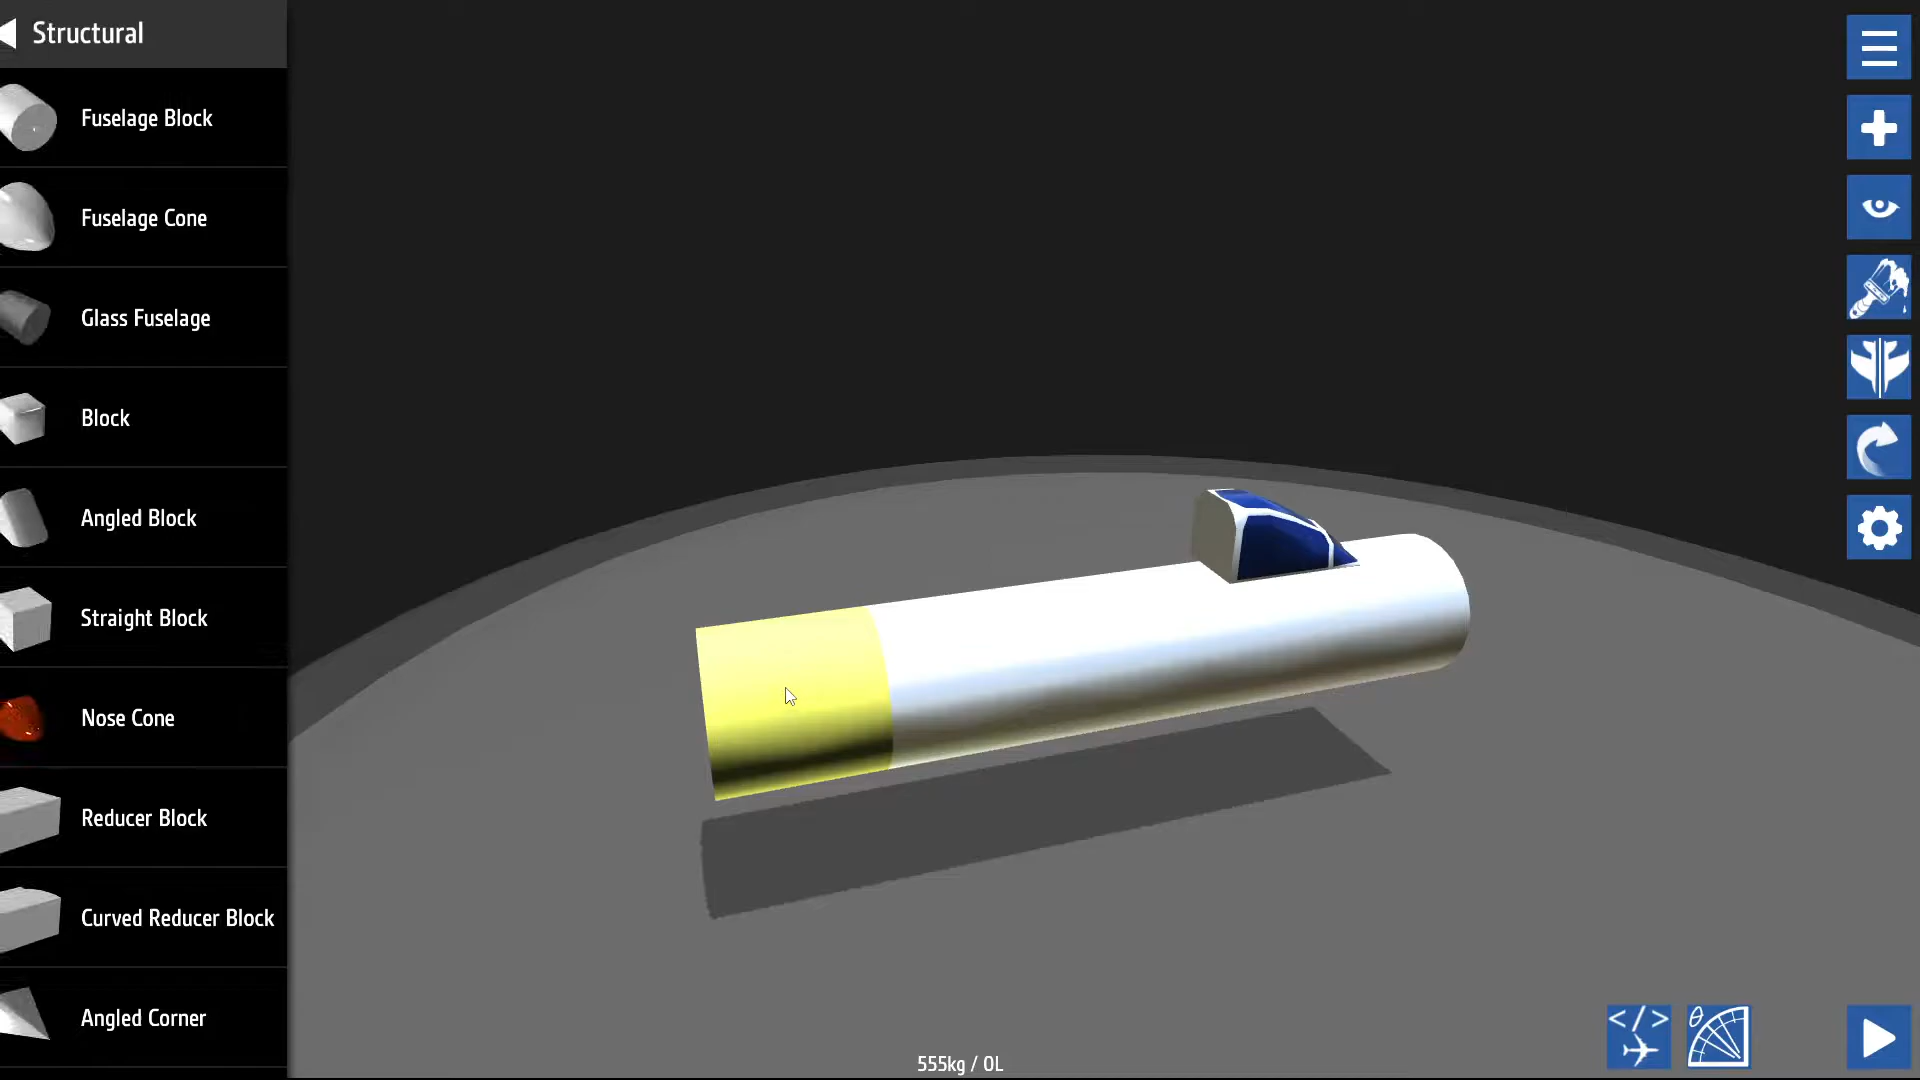 Structural
Fuselage Block
Fuselage Cone
Glass Fuselage
Block
Angled Block
Straight Block
Nose Cone
Reducer Block
Curved Reducer Block
Angled Corner
555kg / 0L
</>
θ